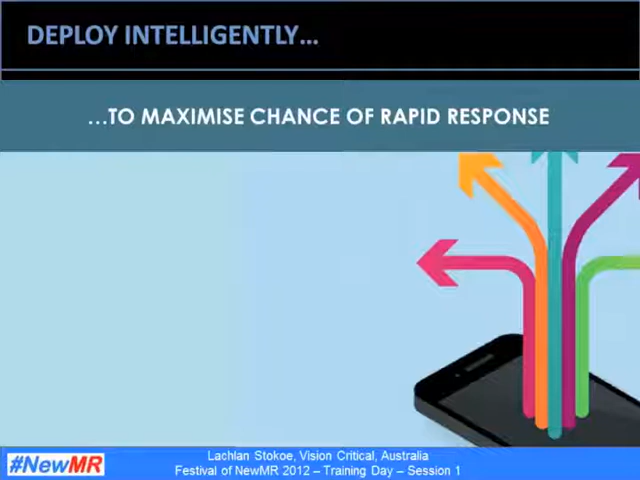 DEPLOY INTELLIGENTLY...
...TO MAXIMISE CHANCE OF RAPID RESPONSE
#NewMR
Lachlan Stokoe, Vision Critical, Australia
Festival of NewMR 2012 – Training Day – Session 1